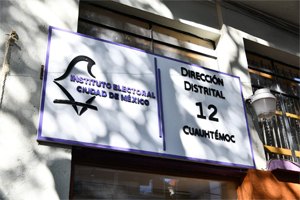 INSTITUTO ELECTORAL
CIUDAD DE MÉXICO
DIRECCIÓN
DISTRITAL
12
CUAUHTÉMOC